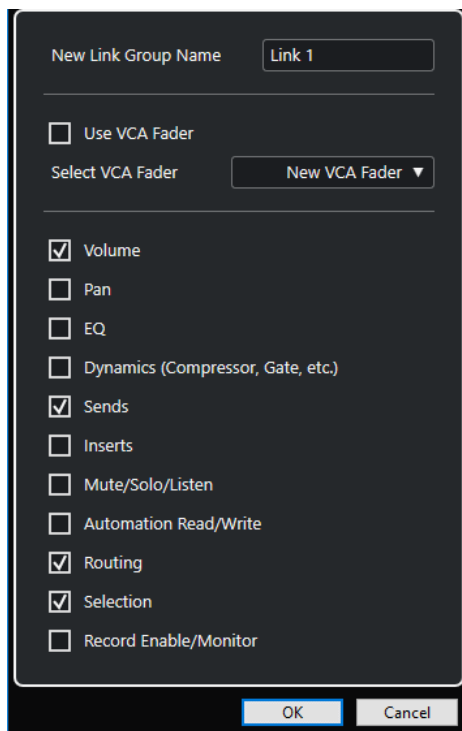 New Link Group Name Link 1
Use VCA Fader
Select VCA Fader New VCA Fader
Volume
Pan
EQ
Dynamics (Compressor, Gate, etc.)
Sends
Inserts
Mute/Solo/Listen
Automation Read/Write
Routing
Selection
Record Enable/Monitor
OK Cancel